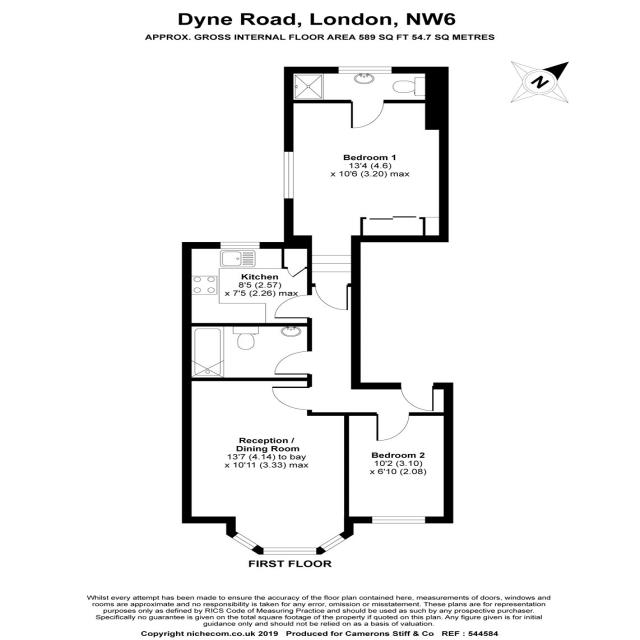 Dyne Road, London, NW6
APPROX. GROSS INTERNAL FLOOR AREA 589 SQ FT 54.7 SQ METRES
N
Bedroom 1
13'4 (4.6)
x 10'6 (3.20) max
Kitchen
8'5 (2.57)
x 7'5 (2.26) max
Reception /
Dining Room
13'7 (4.14) to bay
x 10'11 (3.33) max
Bedroom 2
10'2 (3.10)
x 6'10 (2.08)
FIRST FLOOR
Whilst every attempt has been made to ensure the accuracy of the floor plan contained here, measurements of doors, windows and
rooms are approximate and no responsibility is taken for any error, omission or misstatement. These plans are for representation
purposes only as defined by RICS Code of Measuring Practice and should be used as such by any prospective purchaser.
Specifically no guarantee is given on the total square footage of the property if quoted on this plan. Any figure given is for initial
guidance only and should not be relied on as a basis of valuation.
Copyright nichecom.co.uk 2019 Produced for Camerons Stiff & Co REF : 544584